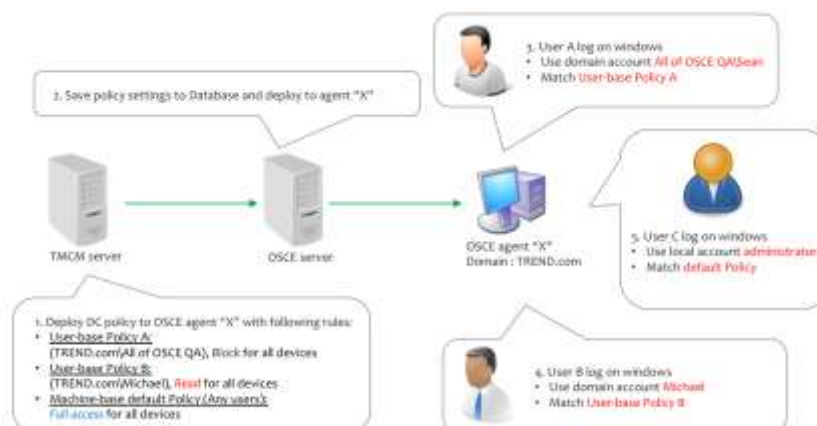 3. User A log on windows
• Use domain account All of OSCE QA\Sean
• Match User-base Policy A
2. Save policy settings to Database and deploy to agent "X"
TMCM server
OSCE server
OSCE agent "X"
Domain : TREND.com
5. User C log on windows
• Use local account administrator
• Match default Policy
1. Deploy DC policy to OSCE agent "X" with following rules:
• User-base Policy A:
(TREND.com\All of OSCE QA), Block for all devices
• User-base Policy B:
(TREND.com\Michael), Read for all devices
• Machine-base default Policy (Any users):
Full access for all devices
4. User B log on windows
• Use domain account Michael
• Match User-base Policy B